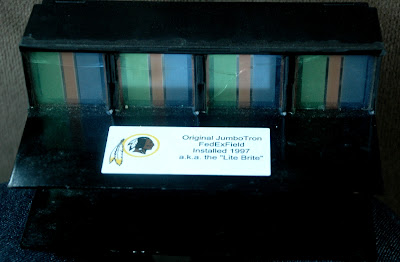 Original JumboTron
FedExField
Installed 1997
a.k.a. the "Lite Brite"